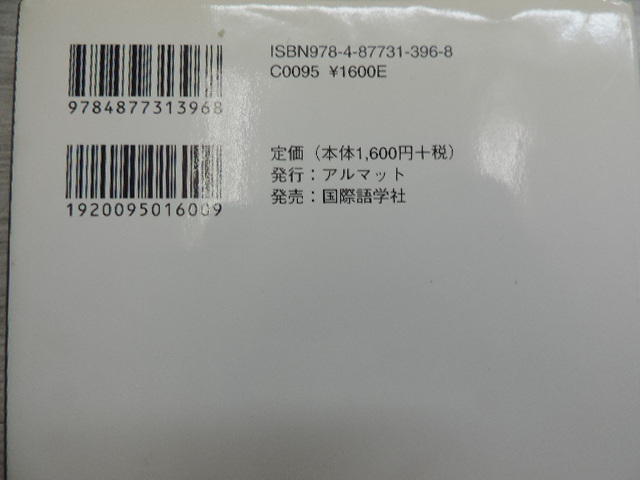 ISBN978-4-87731-396-8
C0095 ¥1600E
9784877313968
定価（本体1,600円＋税）
発行：アルマット
発売：国際語学社
1920095016009